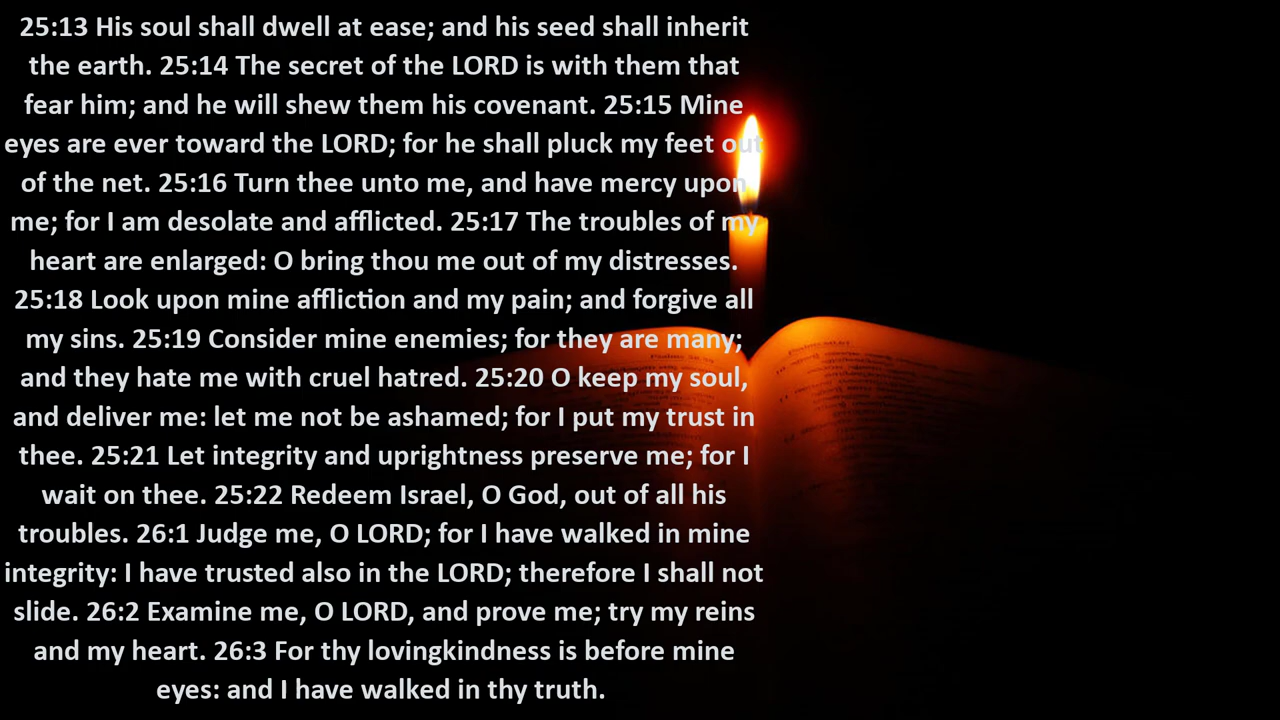 25:13 His soul shall dwell at ease; and his seed shall inherit
the earth. 25:14 The secret of the LORD is with them that
fear him; and he will shew them his covenant. 25:15 Mine
eyes are ever toward the LORD; for he shall pluck my feet out
of the net. 25:16 Turn thee unto me, and have mercy upon
me; for I am desolate and afflicted. 25:17 The troubles of my
heart are enlarged: O bring thou me out of my distresses.
25:18 Look upon mine affliction and my pain; and forgive all
my sins. 25:19 Consider mine enemies; for they are many;
and they hate me with cruel hatred. 25:20 O keep my soul,
and deliver me: let me not be ashamed; for I put my trust in
thee. 25:21 Let integrity and uprightness preserve me; for I
wait on thee. 25:22 Redeem Israel, O God, out of all his
troubles. 26:1 Judge me, O LORD; for I have walked in mine
integrity: I have trusted also in the LORD; therefore I shall not
slide. 26:2 Examine me, O LORD, and prove me; try my reins
and my heart. 26:3 For thy lovingkindness is before mine
eyes: and I have walked in thy truth.